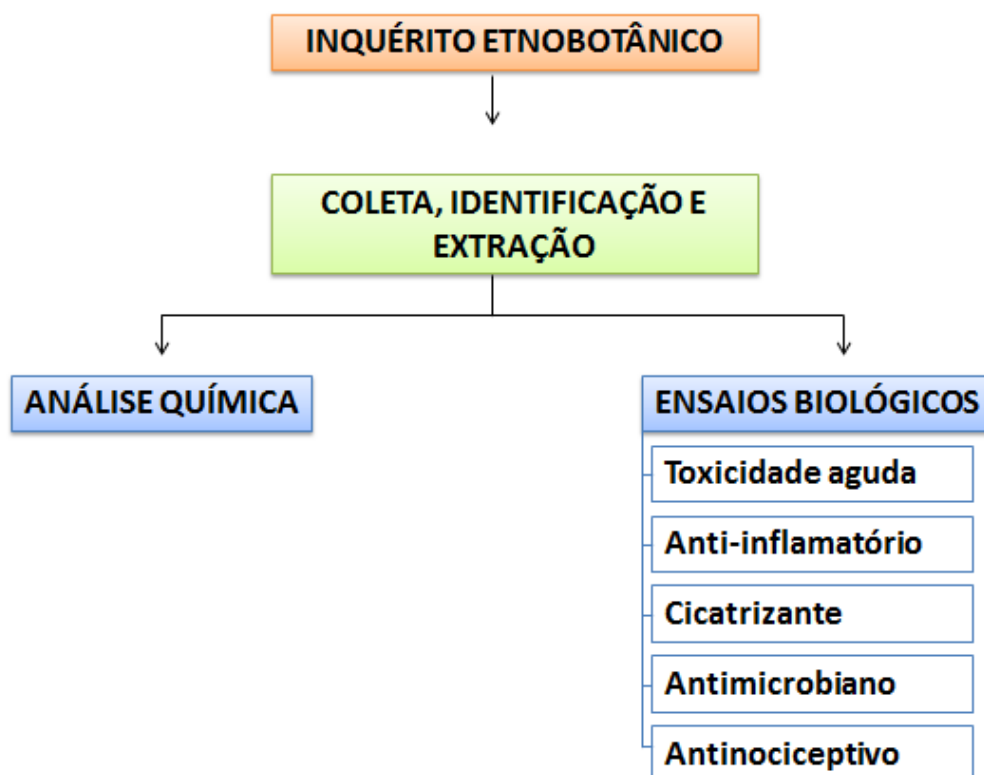 INQUÉRITO ETNOBOTÂNICO
COLETA, IDENTIFICAÇÃO E
EXTRAÇÃO
ANÁLISE QUÍMICA
ENSAIOS BIOLÓGICOS
Toxicidade aguda
Anti-inflamatório
Cicatrizante
Antimicrobiano
Antinociceptivo